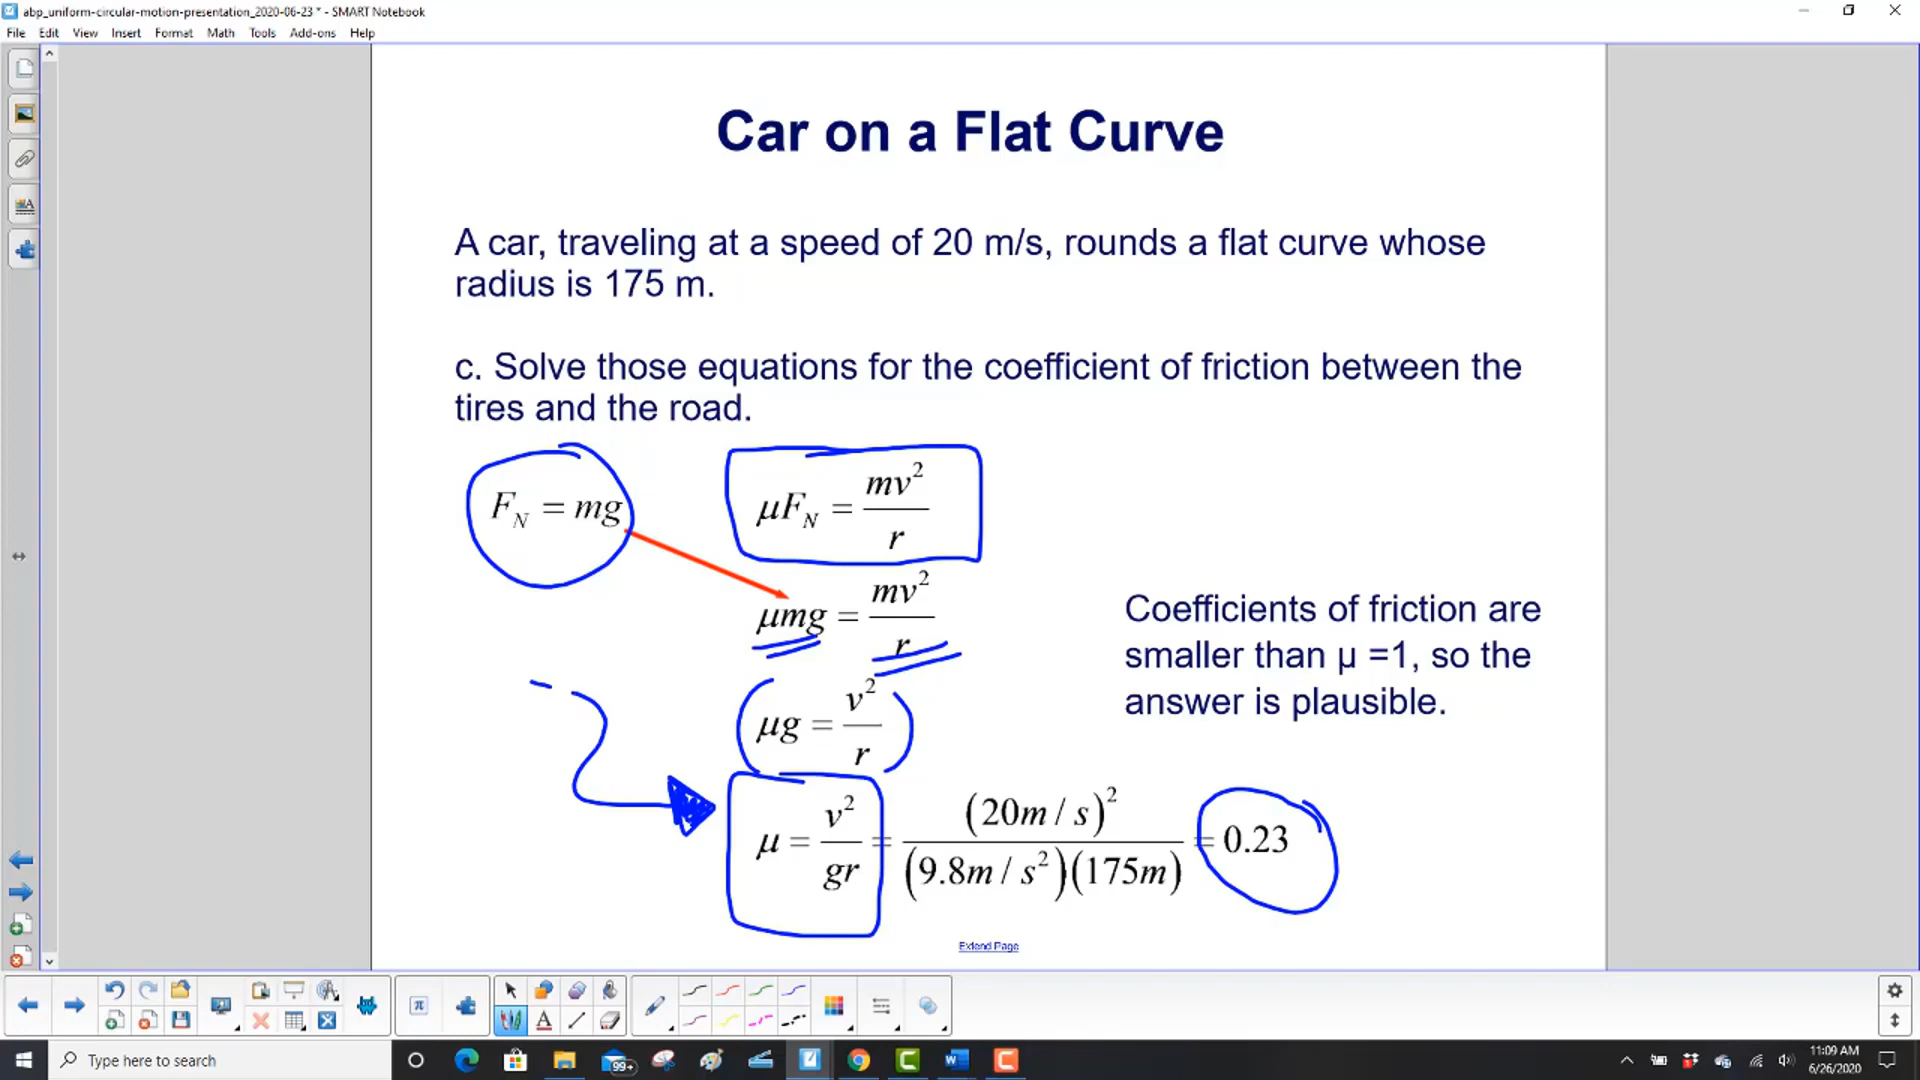 abp_uniform-circular-motion-presentation_2020-06-23 * - SMART Notebook
File Edit View Insert Format Math Tools Add-ons Help
Car on a Flat Curve
A car, traveling at a speed of 20 m/s, rounds a flat curve whose
radius is 175 m.
c. Solve those equations for the coefficient of friction between the
tires and the road.
F_N = mg
μF_N = mv²/r
μmg = mv²/r
μg = v²/r
μ = v²/gr = (20m / s)²/(9.8m / s²)(175m) = 0.23
Coefficients of friction are
smaller than μ =1, so the
answer is plausible.
Extend Page
π
A
Type here to search
99+
11:09 AM
6/26/2020